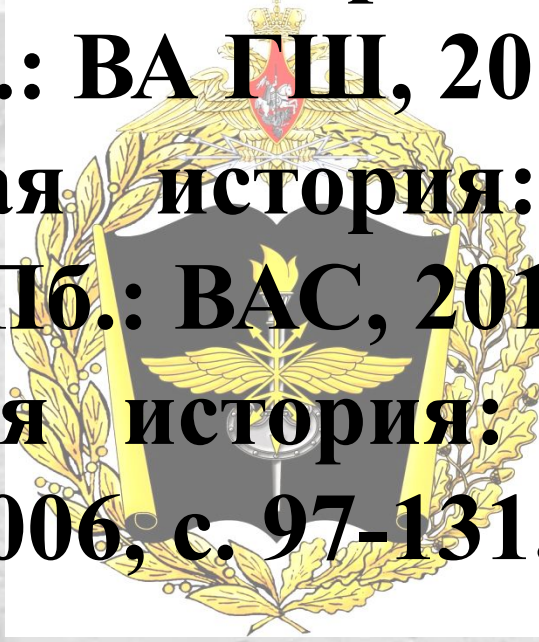 .: ВА ГШ, 20
ая история:
Пб.: ВАС, 201
я история:
006, с. 97-131.